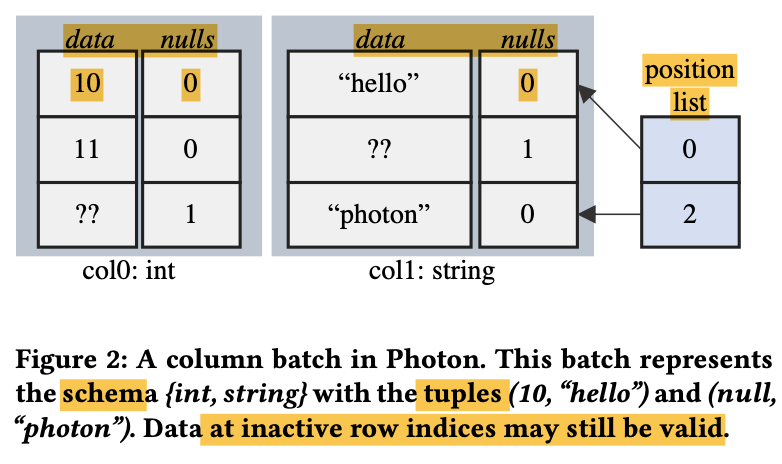 data nulls data nulls
10 0 "hello" 0 position
list
11 0 ?? 1 0
?? 1 "photon" 0 2
col0: int col1: string
Figure 2: A column batch in Photon. This batch represents
the schema {int, string} with the tuples (10, “hello”) and (null,
“photon”). Data at inactive row indices may still be valid.